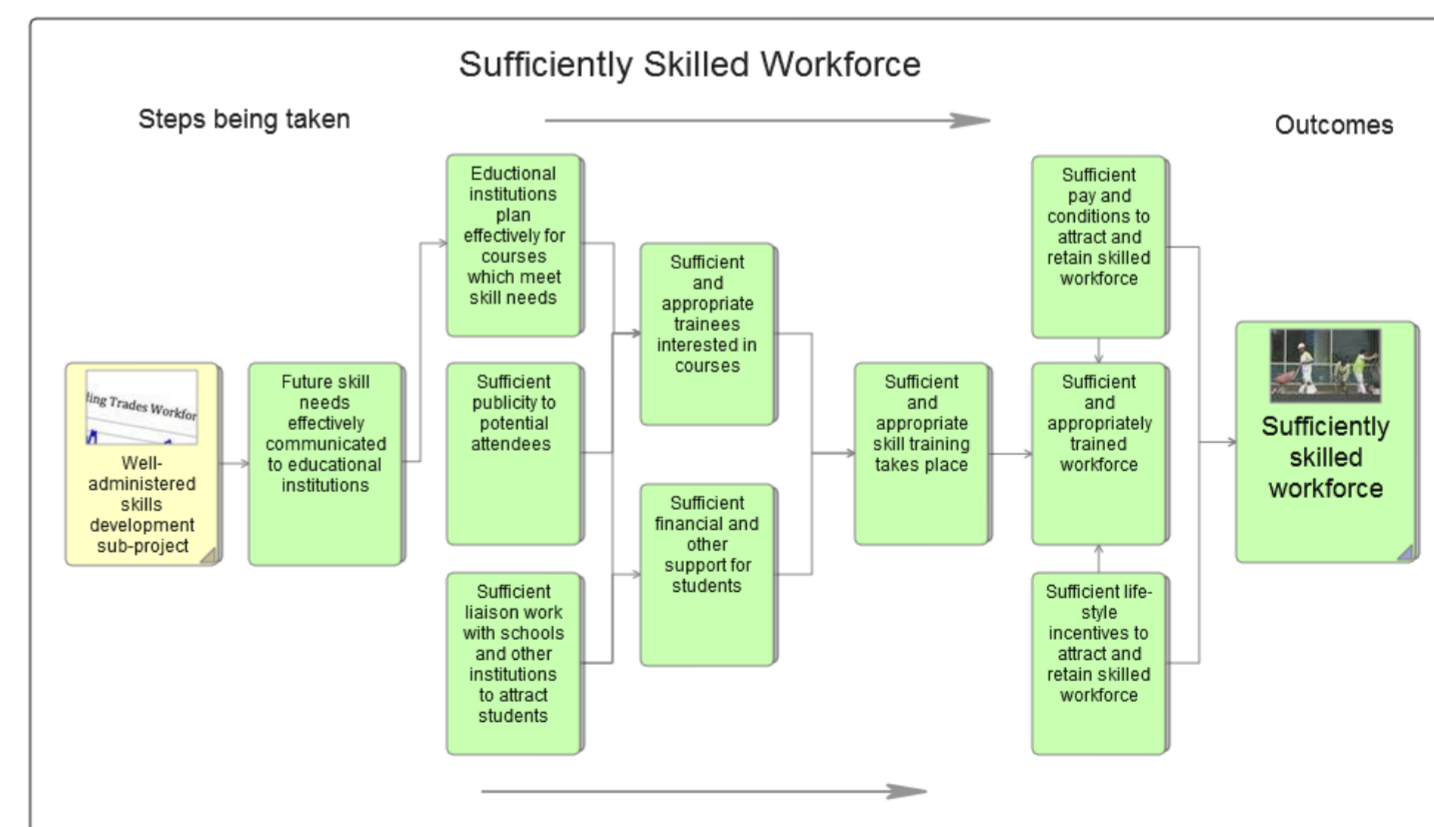 Sufficiently Skilled Workforce
Steps being taken
Outcomes
ling Trades Workfor
Well-
administered
skills
development
sub-project
Future skill
needs
effectively
communicated
to educational
institutions
Eductional
institutions
plan
effectively for
courses
which meet
skill needs
Sufficient
publicity to
potential
attendees
Sufficient
liaison work
with schools
and other
institutions
to attract
students
Sufficient
and
appropriate
trainees
interested in
courses
Sufficient
financial and
other
support for
students
Sufficient
and
appropriate
skill training
takes place
Sufficient
pay and
conditions to
attract and
retain skilled
workforce
Sufficient
and
appropriately
trained
workforce
Sufficient life-
style
incentives to
attract and
retain skilled
workforce
Sufficiently
skilled
workforce